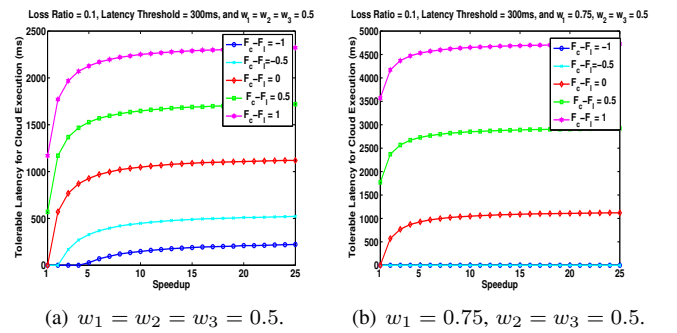 Loss Ratio = 0.1, Latency Threshold = 300ms, and w1 = w2 = w3 = 0.5
Tolerable Latency for Cloud Execution (ms)
2500
2000
1500
1000
500
0
1
5
10
15
20
25
Speedup
Fc−Fl = −1
Fc−Fl=−0.5
Fc−Fl = 0
Fc−Fl = 0.5
Fc−Fl = 1
(a) w1 = w2 = w3 = 0.5.
Loss Ratio = 0.1, Latency Threshold = 300ms, and w1 = 0.75, w2 = w3 = 0.5
Tolerable Latency for Cloud Execution (ms)
5000
4500
4000
3500
3000
2500
2000
1500
1000
500
0
1
5
10
15
20
25
Speedup
Fc−Fl = −1
Fc−Fl=−0.5
Fc−Fl = 0
Fc−Fl = 0.5
Fc−Fl = 1
(b) w1 = 0.75, w2 = w3 = 0.5.